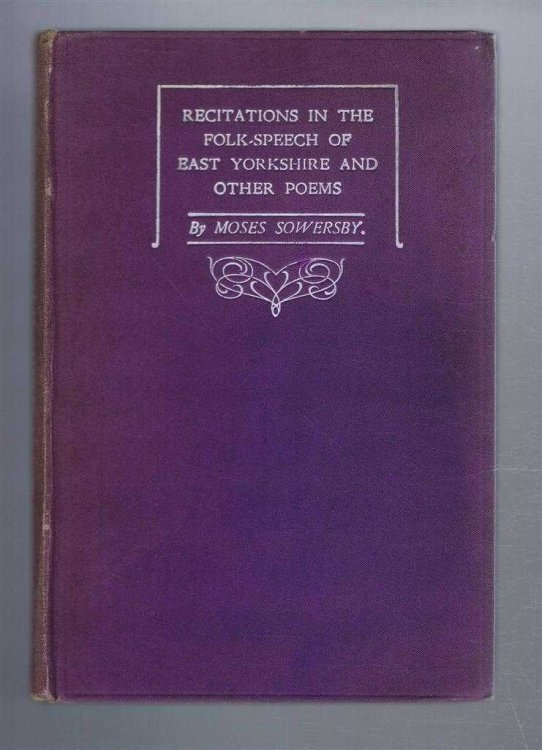 RECITATIONS IN THE
FOLK-SPEECH OF
EAST YORKSHIRE AND
OTHER POEMS
By MOSES SOWERSBY.